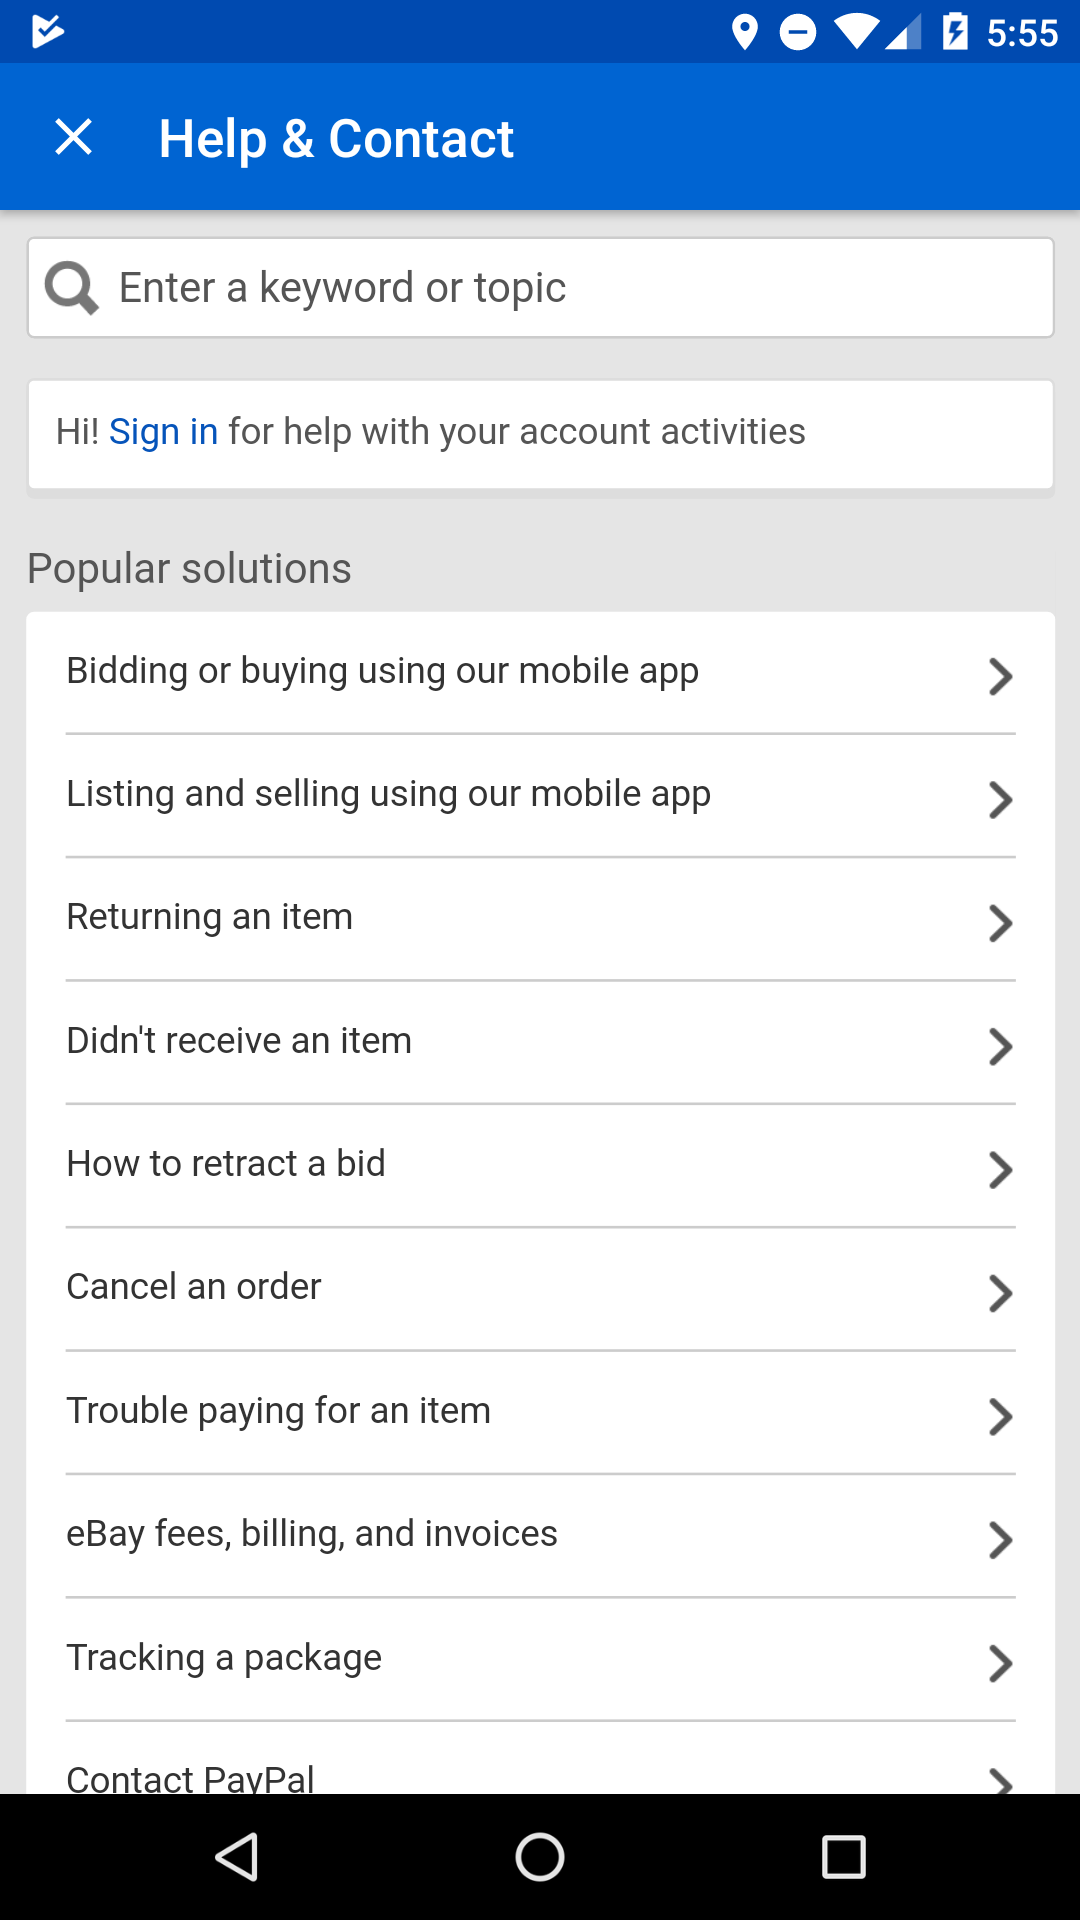 5:55
Help & Contact
Enter a keyword or topic
Hi! Sign in for help with your account activities
Popular solutions
Bidding or buying using our mobile app
Listing and selling using our mobile app
Returning an item
Didn't receive an item
How to retract a bid
Cancel an order
Trouble paying for an item
eBay fees, billing, and invoices
Tracking a package
Contact PayPal